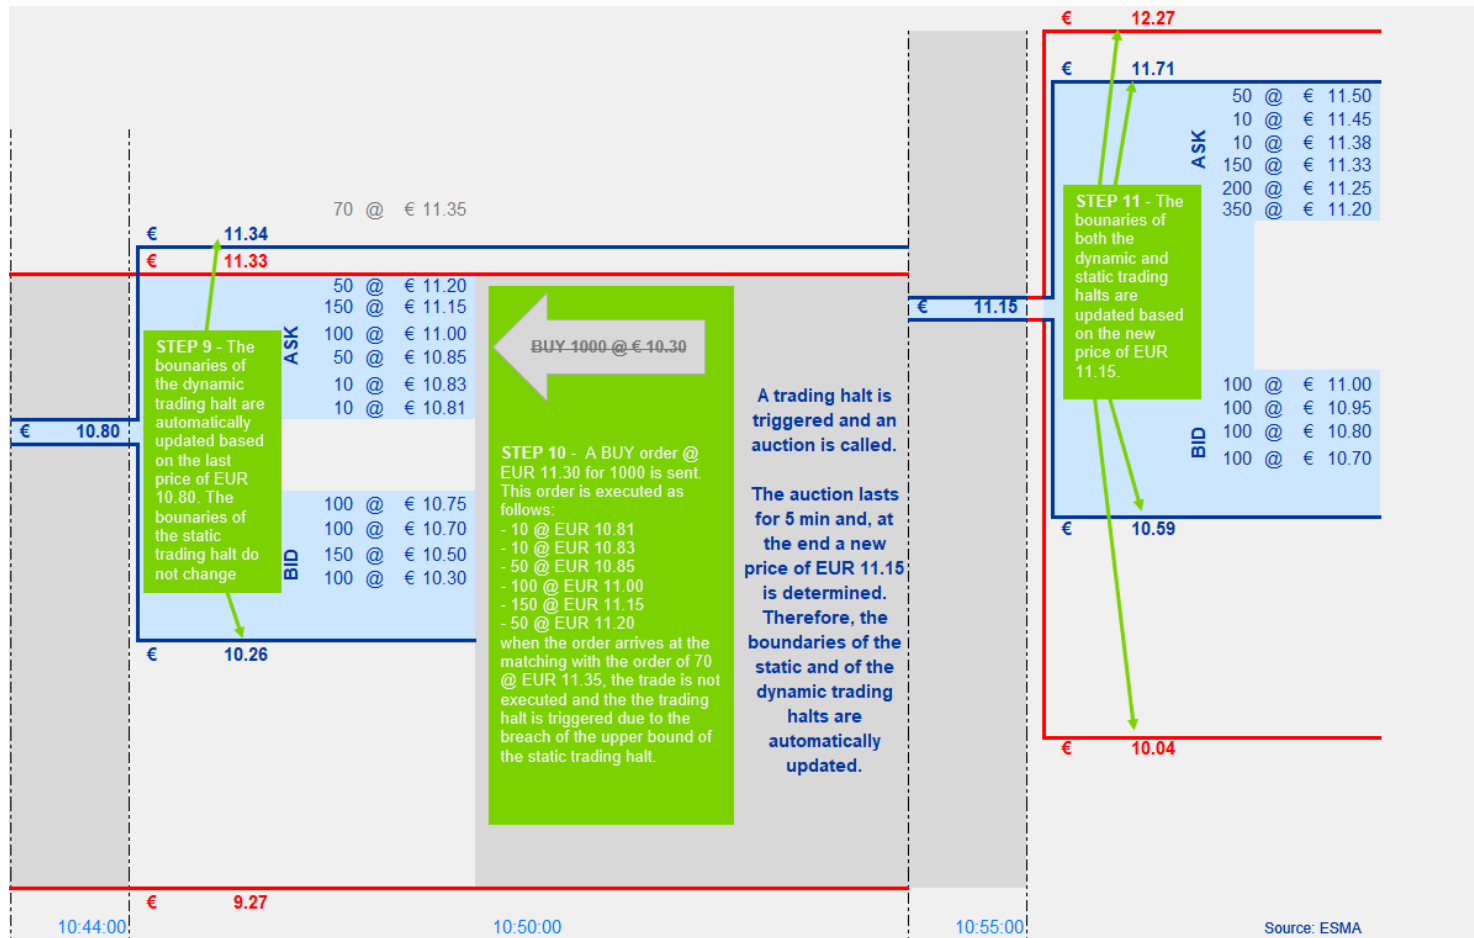 € 12.27
€ 11.71
50 @ € 11.50
10 @ € 11.45
10 @ € 11.38
150 @ € 11.33
200 @ € 11.25
350 @ € 11.20
ASK
70 @ € 11.35
€ 11.34
€ 11.33
50 @ € 11.20
150 @ € 11.15
100 @ € 11.00
50 @ € 10.85
10 @ € 10.83
10 @ € 10.81
ASK
€ 10.80
STEP 9 - The
bounaries of
the dynamic
trading halt are
automatically
updated based
on the last
price of EUR
10.80. The
bounaries of
the static
trading halt do
not change
100 @ € 10.75
100 @ € 10.70
150 @ € 10.50
100 @ € 10.30
BID
€ 10.26
€ 9.27
BUY 1000 @ € 10.30
STEP 10 - A BUY order @
EUR 11.30 for 1000 is sent.
This order is executed as
follows:
- 10 @ EUR 10.81
- 10 @ EUR 10.83
- 50 @ EUR 10.85
- 100 @ EUR 11.00
- 150 @ EUR 11.15
- 50 @ EUR 11.20
when the order arrives at the
matching with the order of 70
@ EUR 11.35, the trade is not
executed and the the trading
halt is triggered due to the
breach of the upper bound of
the static trading halt.
A trading halt is
triggered and an
auction is called.
The auction lasts
for 5 min and, at
the end a new
price of EUR 11.15
is determined.
Therefore, the
boundaries of the
static and of the
dynamic trading
halts are
automatically
updated.
€ 11.15
STEP 11 - The
bounaries of
both the
dynamic and
static trading
halts are
updated based
on the new
price of EUR
11.15.
100 @ € 11.00
100 @ € 10.95
100 @ € 10.80
100 @ € 10.70
BID
€ 10.59
€ 10.04
10:44:00
10:50:00
10:55:00
Source: ESMA